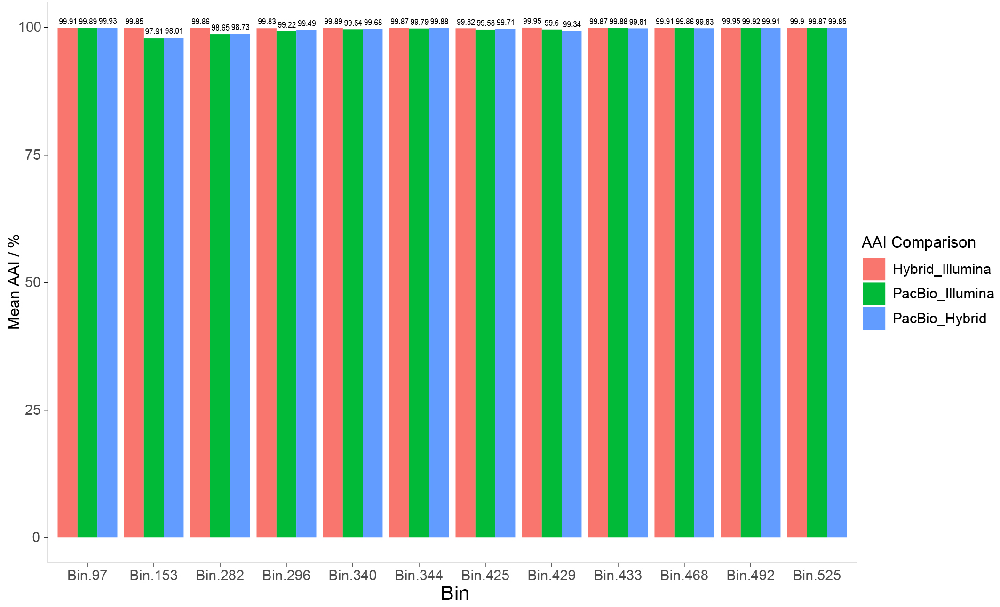 99.91 99.89 99.93 99.85 97.91 98.01 99.86 98.65 98.73 99.83 99.22 99.49 99.89 99.64 99.68 99.87 99.79 99.88 99.82 99.58 99.71 99.95 99.6 99.34 99.87 99.88 99.81 99.91 99.86 99.83 99.95 99.92 99.91 99.9 99.87 99.85
100
75
50
25
0
Mean AAI / %
Bin.97 Bin.153 Bin.282 Bin.296 Bin.340 Bin.344 Bin.425 Bin.429 Bin.433 Bin.468 Bin.492 Bin.525
Bin
AAI Comparison
Hybrid_Illumina
PacBio_Illumina
PacBio_Hybrid